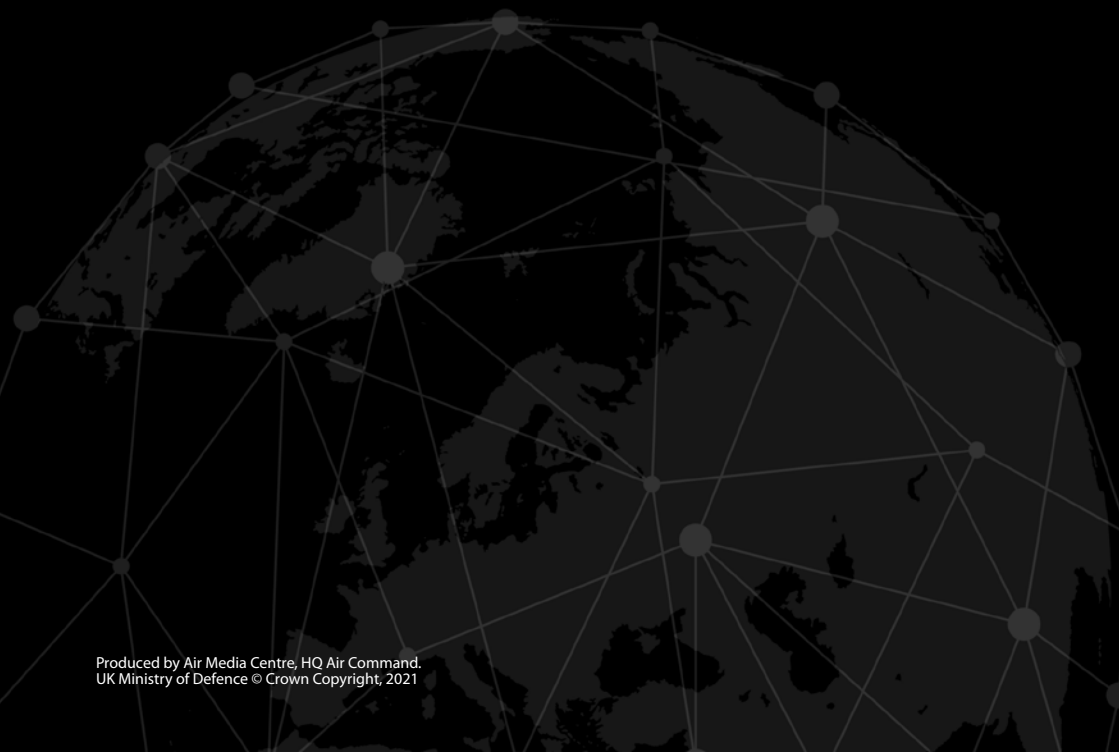 Produced by Air Media Centre, HQ Air Command.
UK Ministry of Defence © Crown Copyright, 2021